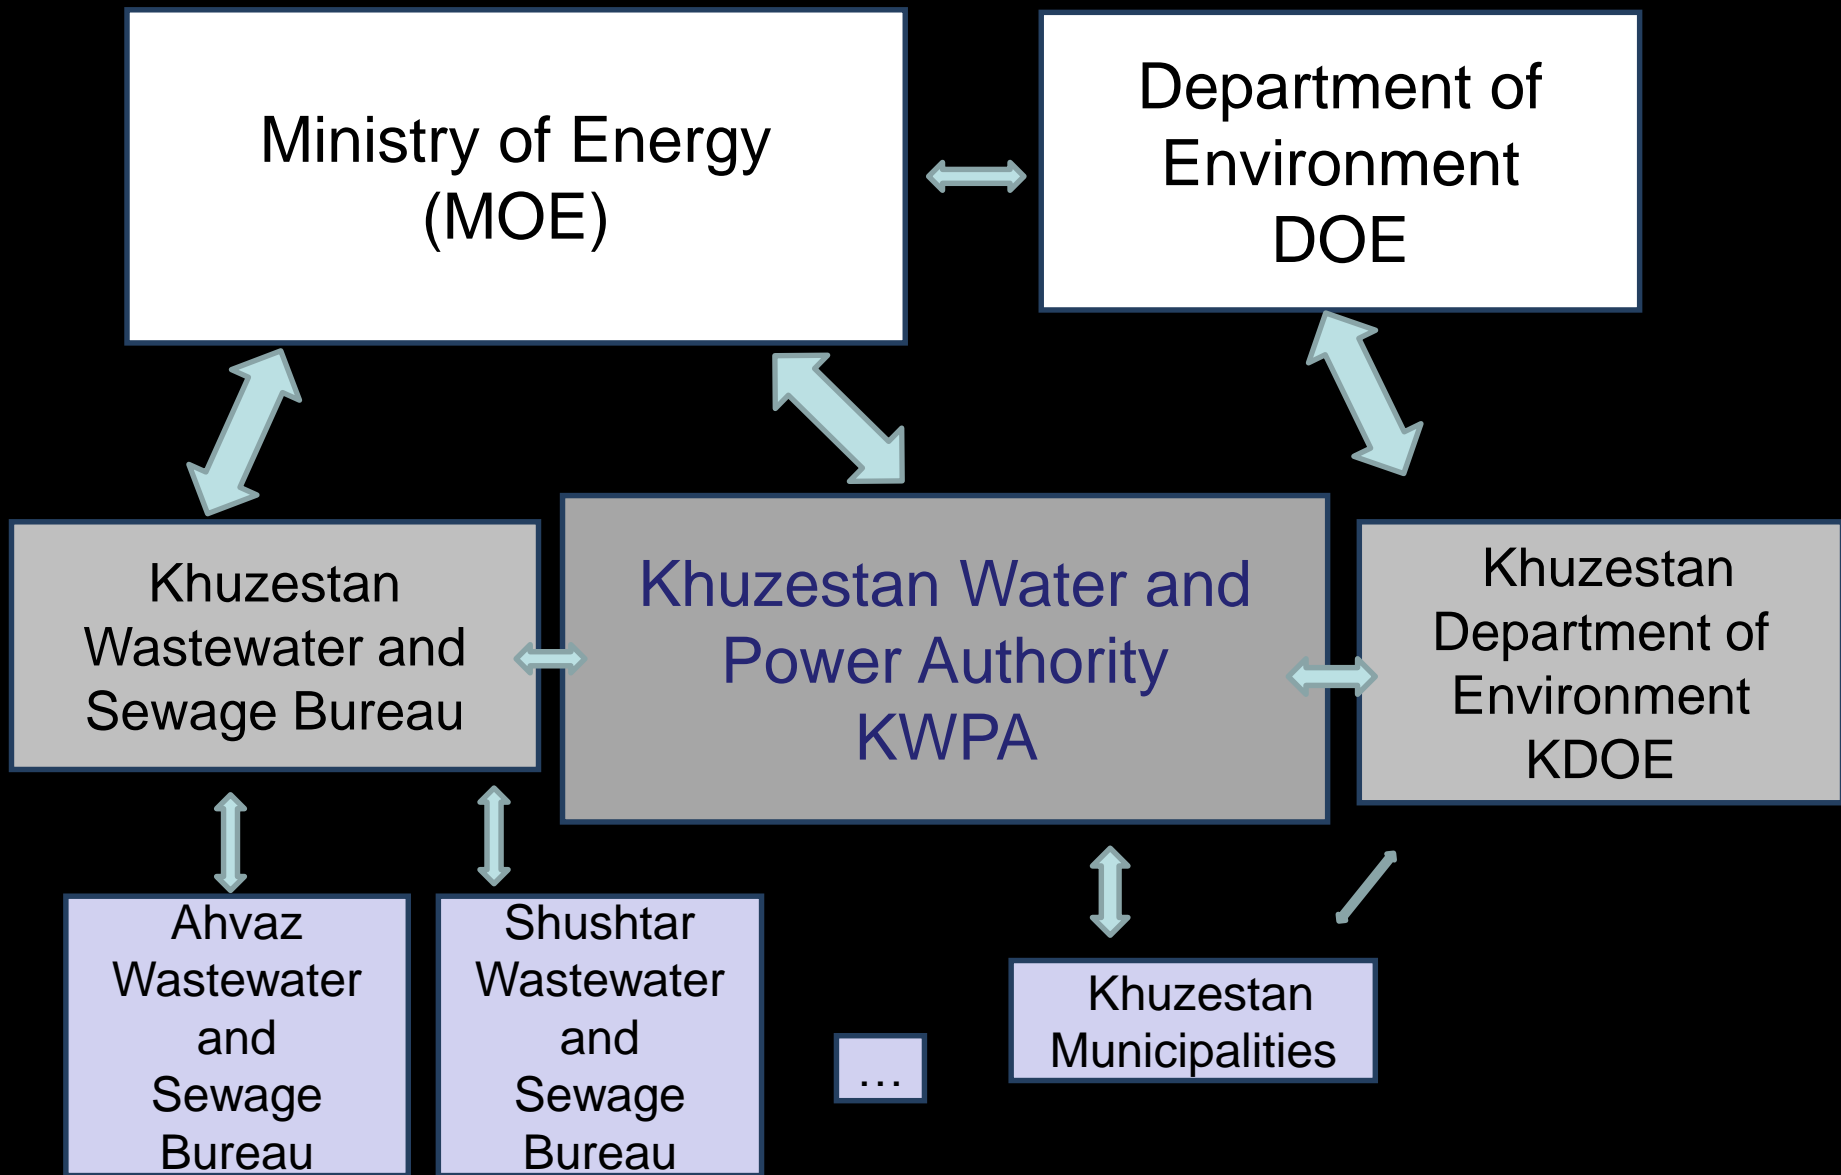 Ministry of Energy
(MOE)
Department of
Environment
DOE
Khuzestan
Wastewater and
Sewage Bureau
Khuzestan Water and
Power Authority
KWPA
Khuzestan
Department of
Environment
KDOE
Ahvaz
Wastewater
and
Sewage
Bureau
Shushtar
Wastewater
and
Sewage
Bureau
...
Khuzestan
Municipalities